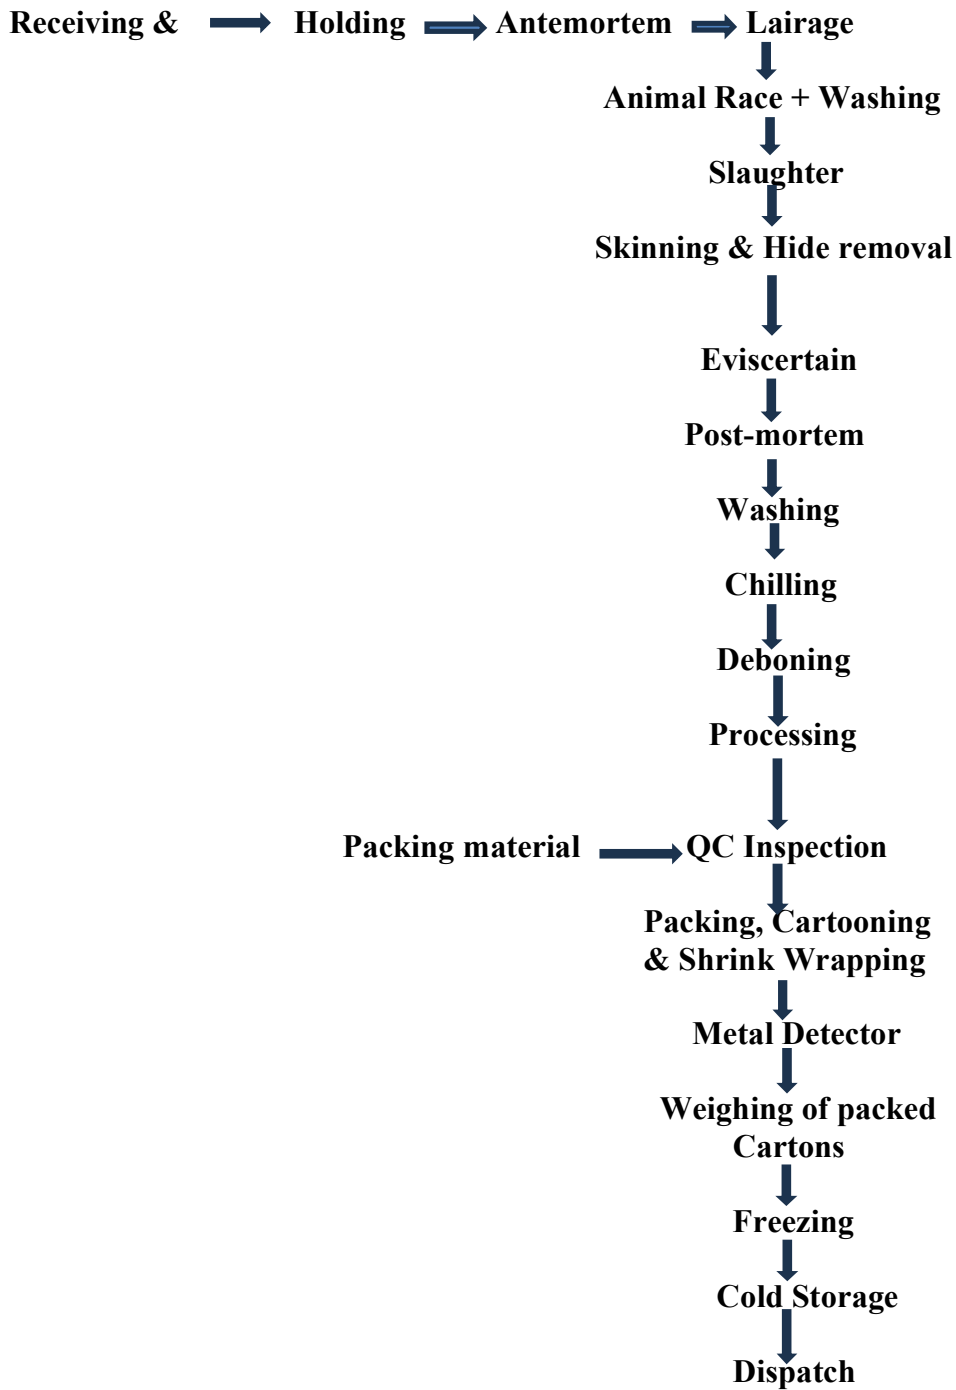 Receiving & Holding Antemortem Lairage
Animal Race + Washing
Slaughter
Skinning & Hide removal
Eviscertain
Post-mortem
Washing
Chilling
Deboning
Processing
Packing material QC Inspection
Packing, Cartooning
& Shrink Wrapping
Metal Detector
Weighing of packed
Cartons
Freezing
Cold Storage
Dispatch